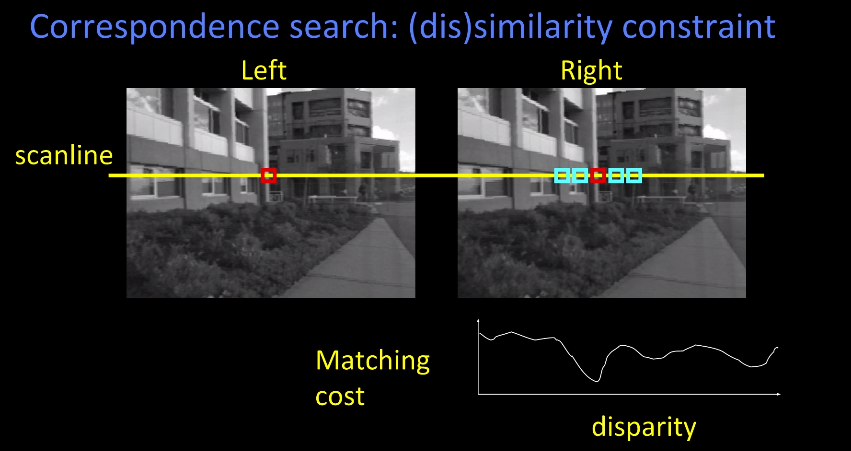 Correspondence search: (dis)similarity constraint
Left
Right
scanline
Matching
cost
disparity